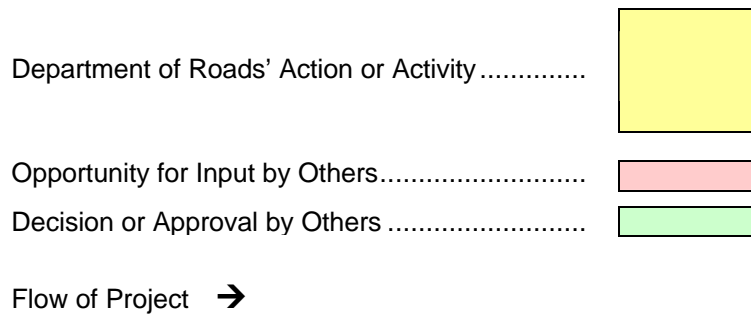 Department of Roads' Action or Activity ..............
Opportunity for Input by Others...........................
Decision or Approval by Others ..........................
Flow of Project →